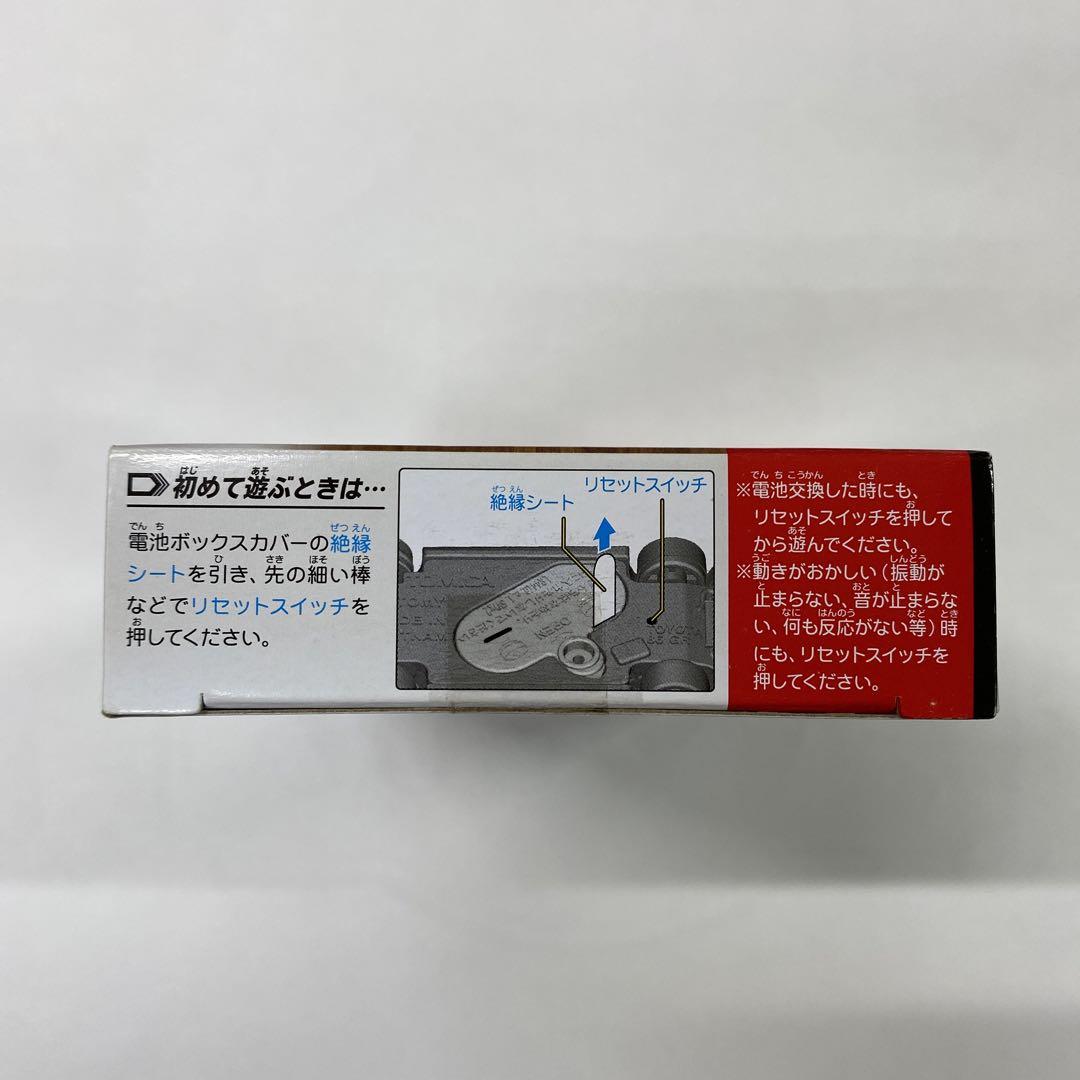 初めて遊ぶときは…
電池ボックスカバーの絶縁
シートを引き、先の細い棒
などでリセットスイッチを
押してください。
絶縁シート
リセットスイッチ
TOMICA
OPEN
TOYOTA
※電池交換した時にも、
リセットスイッチを押して
から遊んでください。
※動きがおかしい(振動が
止まらない、音が止まらな
い、何も反応がない等)時
にも、リセットスイッチを
押してください。